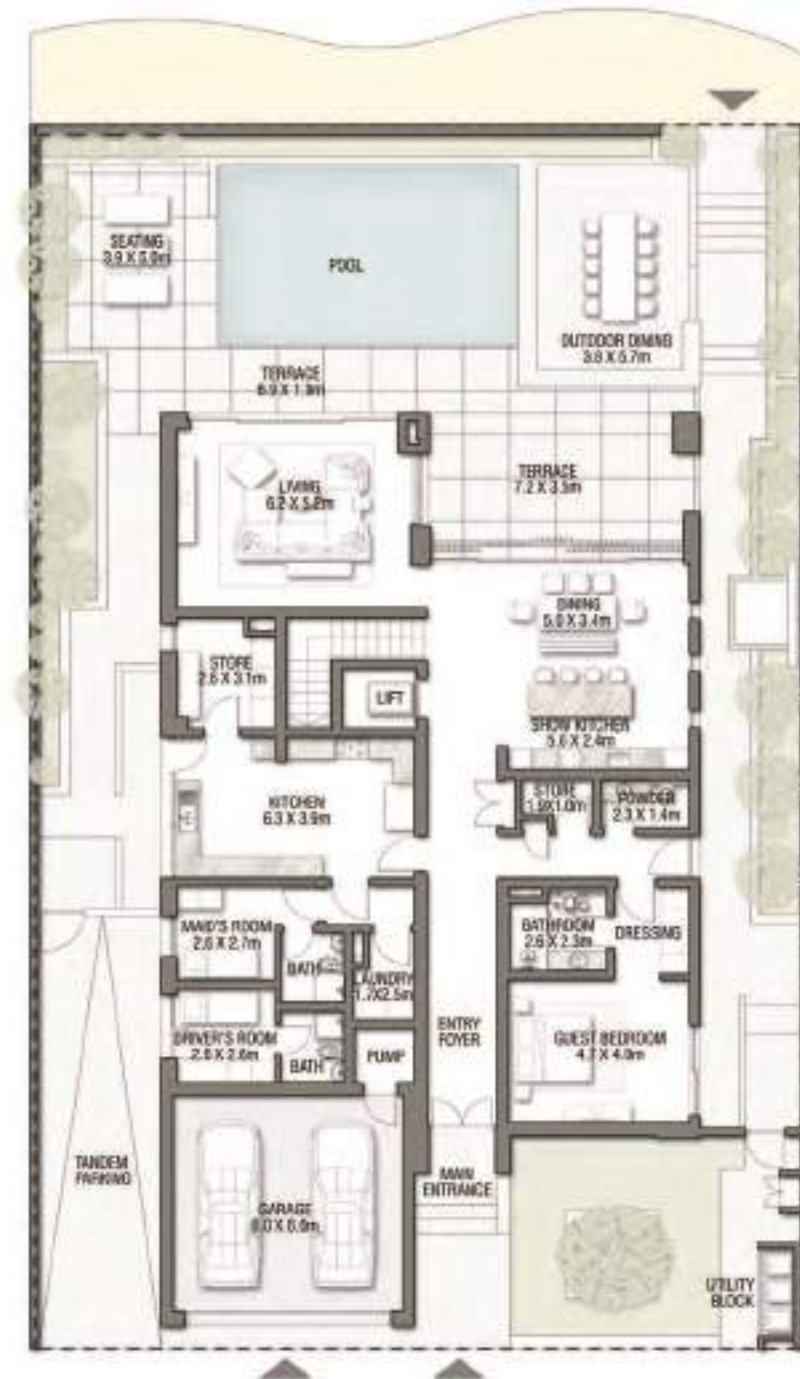 SEATING
3.9 X 5.0m
POOL
OUTDOOR DINING
3.8 X 5.7m
TERRACE
6.9 X 1.9m
LIVING
6.2 X 5.2m
TERRACE
7.2 X 3.5m
DINING
5.0 X 3.4m
STORE
2.6 X 3.1m
LIFT
SHOW KITCHEN
5.6 X 2.4m
KITCHEN
6.3 X 3.9m
STORE
1.9X1.0m
POWDER
2.3 X 1.4m
MAID'S ROOM
2.6 X 2.7m
BATH
LAUNDRY
1.7X2.5m
BATHROOM
2.6 X 2.3m
DRESSING
DRIVER'S ROOM
2.6 X 2.6m
BATH
PUMP
ENTRY
FOYER
GUEST BEDROOM
4.7 X 4.0m
TANDEM
PARKING
MAIN
ENTRANCE
GARAGE
UTILITY
BLOCK